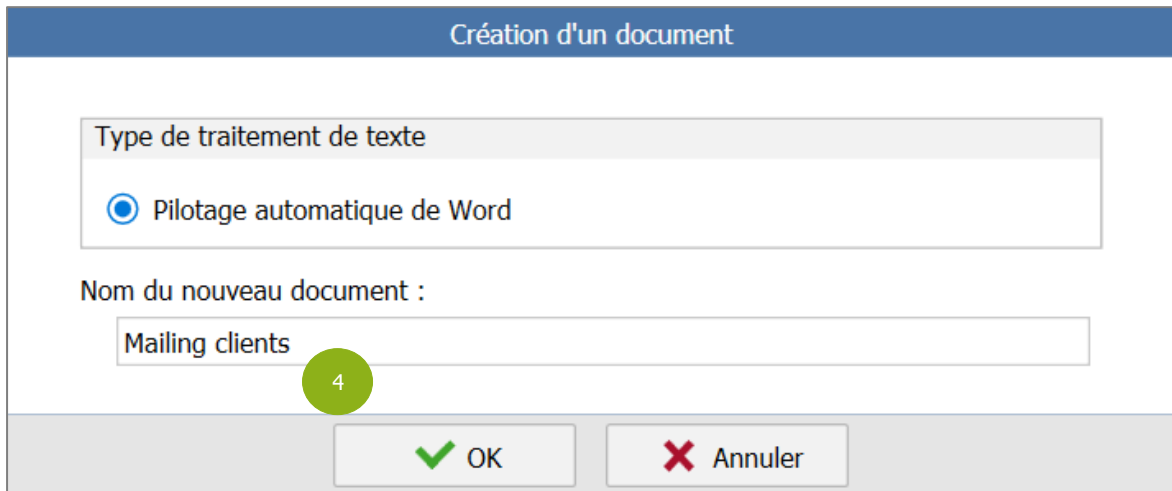 Création d'un document
Type de traitement de texte
Pilotage automatique de Word
Nom du nouveau document :
Mailing clients
4
OK
Annuler